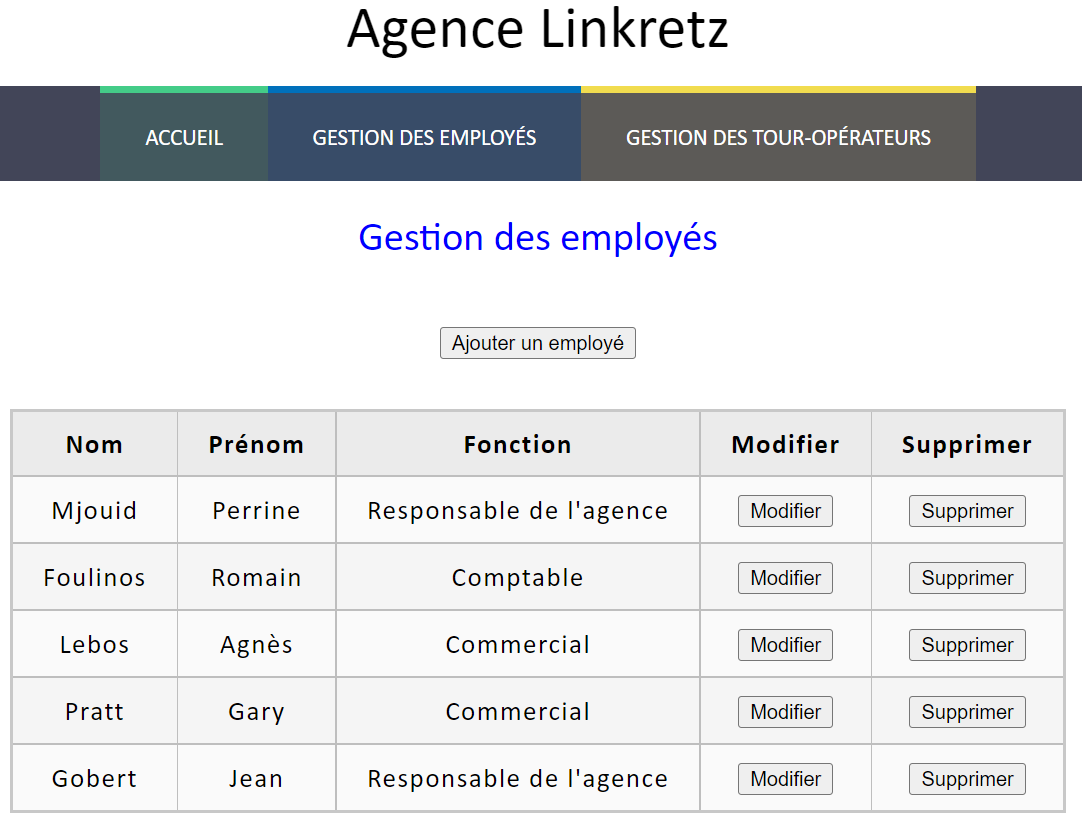 Agence Linkretz
ACCUEIL GESTION DES EMPLOYÉS GESTION DES TOUR-OPÉRATEURS
Gestion des employés
Ajouter un employé
Nom Prénom Fonction Modifier Supprimer
Mjouid Perrine Responsable de l'agence Modifier Supprimer
Foulinos Romain Comptable Modifier Supprimer
Lebos Agnès Commercial Modifier Supprimer
Pratt Gary Commercial Modifier Supprimer
Gobert Jean Responsable de l'agence Modifier Supprimer